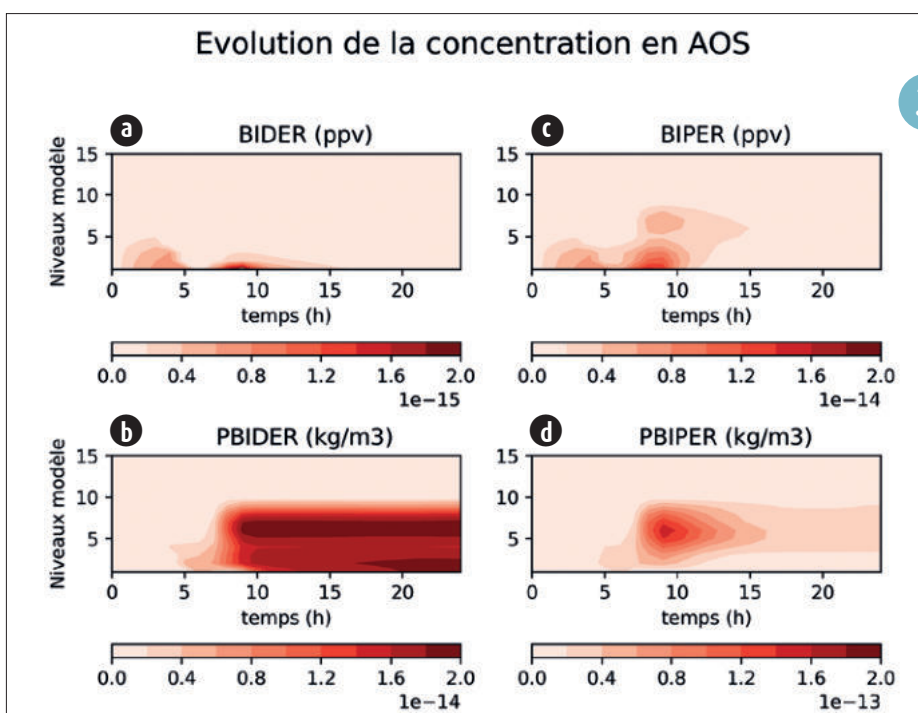 Evolution de la concentration en AOS
a
BIDER (ppv)
Niveaux modèle
15
10
5
0 5 10 15 20
temps (h)
0.0 0.4 0.8 1.2 1.6 2.0
1e−15
c
BIPER (ppv)
15
10
5
0 5 10 15 20
temps (h)
0.0 0.4 0.8 1.2 1.6 2.0
1e−14
b
PBIDER (kg/m3)
Niveaux modèle
15
10
5
0 5 10 15 20
temps (h)
0.0 0.4 0.8 1.2 1.6 2.0
1e−14
d
PBIPER (kg/m3)
15
10
5
0 5 10 15 20
temps (h)
0.0 0.4 0.8 1.2 1.6 2.0
1e−13